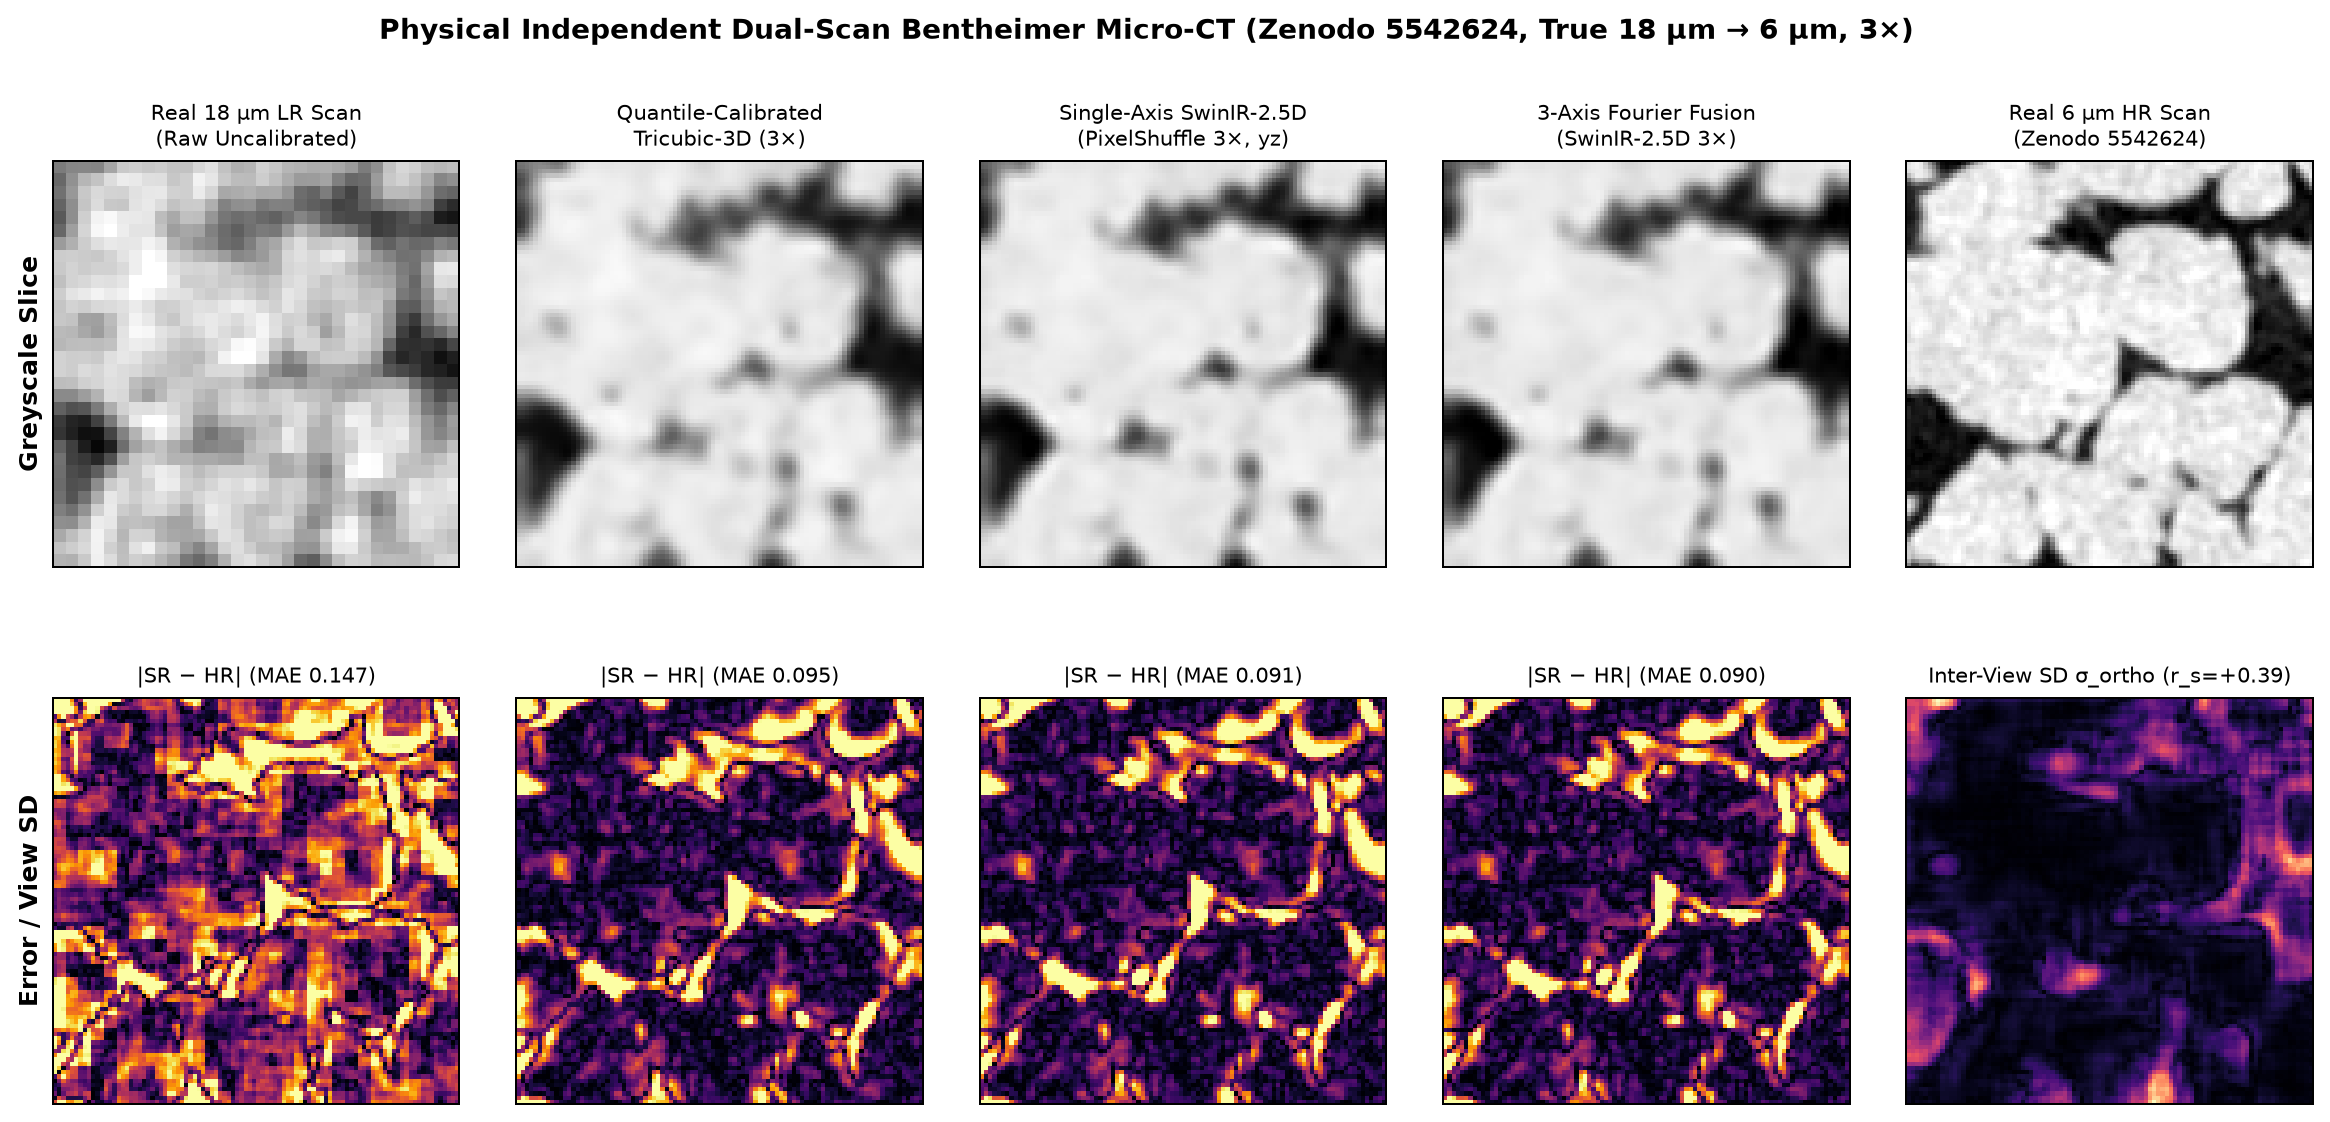 Physical Independent Dual-Scan Bentheimer Micro-CT (Zenodo 5542624, True 18 μm → 6 μm, 3×)
Real 18 μm LR Scan
(Raw Uncalibrated)
Quantile-Calibrated
Tricubic-3D (3×)
Single-Axis SwinIR-2.5D
(PixelShuffle 3×, yz)
3-Axis Fourier Fusion
(SwinIR-2.5D 3×)
Real 6 μm HR Scan
(Zenodo 5542624)
Greyscale Slice
|SR − HR| (MAE 0.147)
|SR − HR| (MAE 0.095)
|SR − HR| (MAE 0.091)
|SR − HR| (MAE 0.090)
Inter-View SD σ_ortho (r_s=+0.39)
Error / View SD